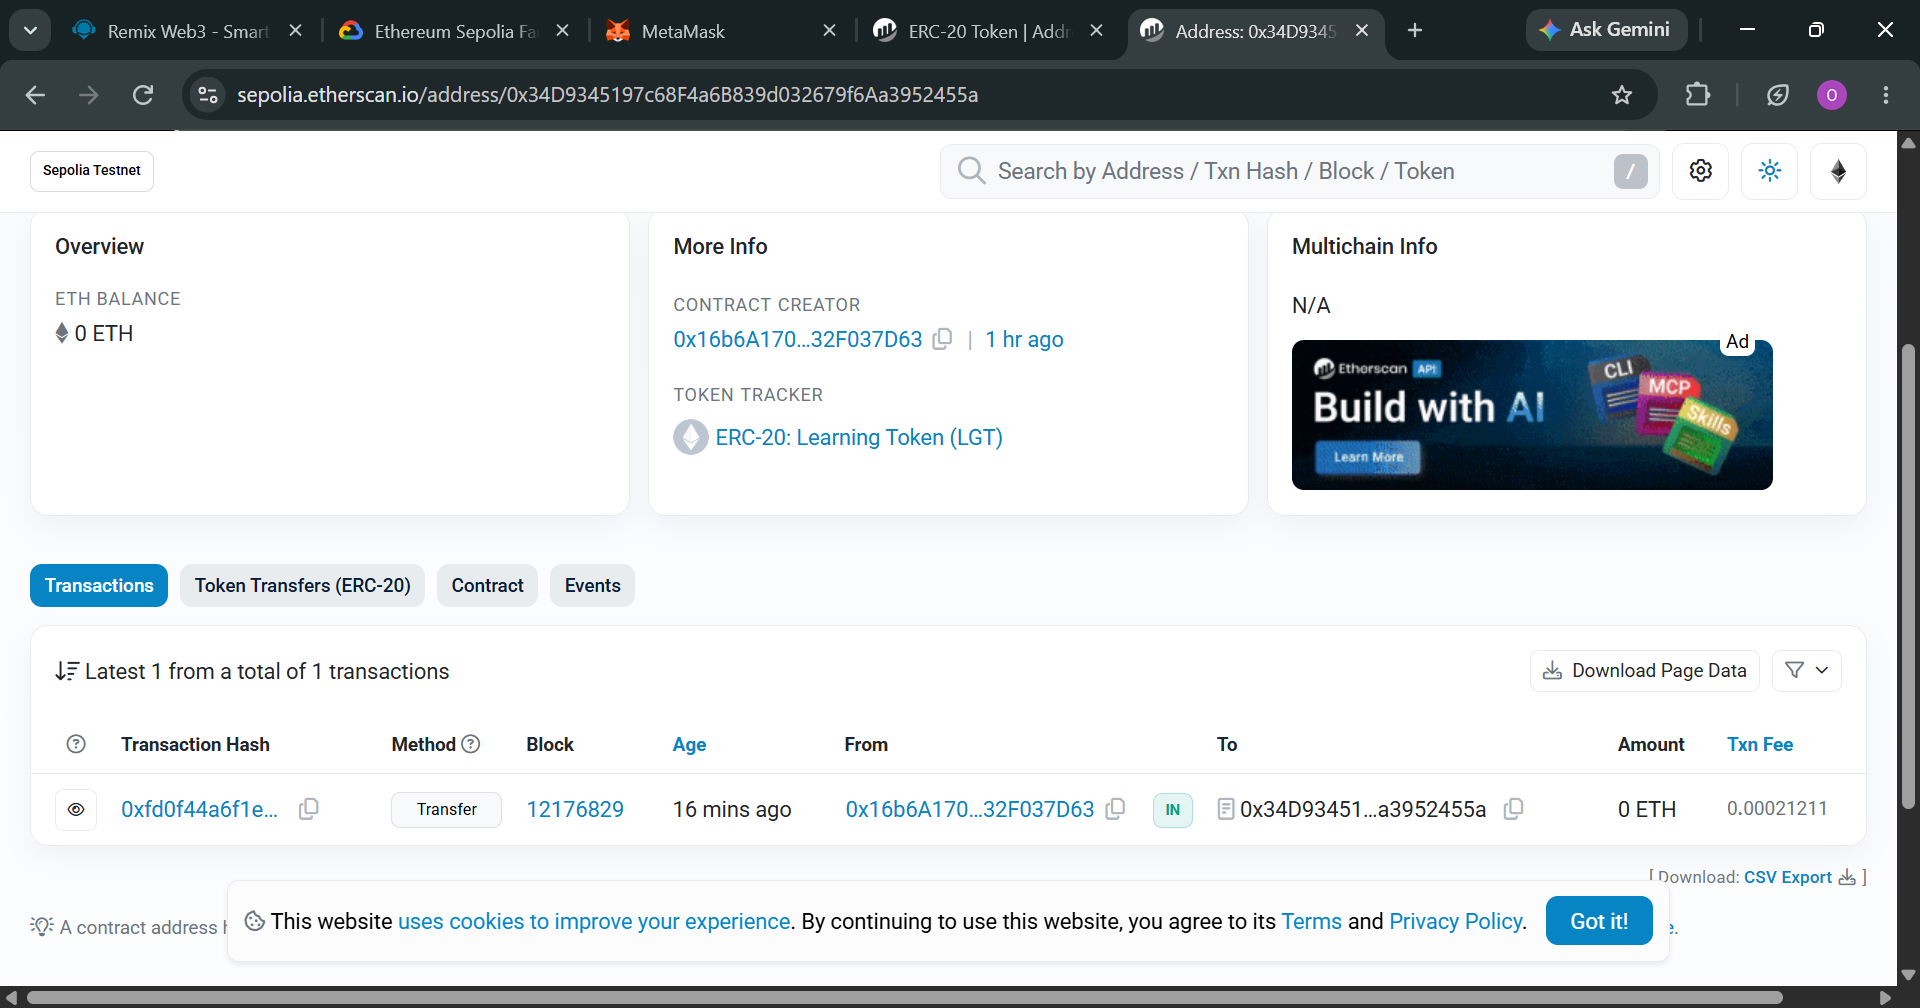 Remix Web3 - Smart
Ethereum Sepolia Fa
MetaMask
ERC-20 Token | Addr
Address: 0x34D9345
Ask Gemini
sepolia.etherscan.io/address/0x34D9345197c68F4a6B839d032679f6Aa3952455a
O
Sepolia Testnet
Search by Address / Txn Hash / Block / Token
/
Overview
ETH BALANCE
0 ETH
More Info
CONTRACT CREATOR
0x16b6A170...32F037D63 | 1 hr ago
TOKEN TRACKER
ERC-20: Learning Token (LGT)
Multichain Info
N/A
Ad
Etherscan API
Build with AI
Learn More
CLI
MCP
Skills
Transactions
Token Transfers (ERC-20)
Contract
Events
Latest 1 from a total of 1 transactions
Download Page Data
Transaction Hash Method Block Age From To Amount Txn Fee
0xfd0f44a6f1e... Transfer 12176829 16 mins ago 0x16b6A170...32F037D63 IN 0x34D93451...a3952455a 0 ETH 0.00021211
[ Download: CSV Export ]
A contract address
This website uses cookies to improve your experience. By continuing to use this website, you agree to its Terms and Privacy Policy.
Got it!